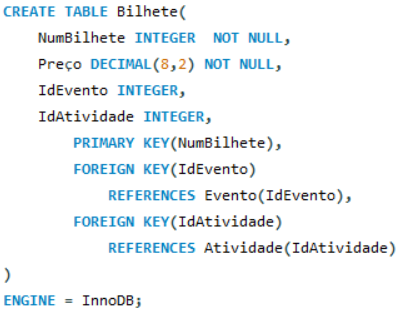 CREATE TABLE Bilhete(
NumBilhete INTEGER NOT NULL,
Preço DECIMAL(8,2) NOT NULL,
IdEvento INTEGER,
IdAtividade INTEGER,
PRIMARY KEY(NumBilhete),
FOREIGN KEY(IdEvento)
REFERENCES Evento(IdEvento),
FOREIGN KEY(IdAtividade)
REFERENCES Atividade(IdAtividade)
)
ENGINE = InnoDB;